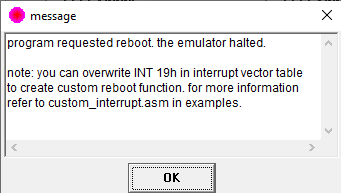 message
program requested reboot. the emulator halted.
note: you can overwrite INT 19h in interrupt vector table
to create custom reboot function. for more information
refer to custom_interrupt.asm in examples.
OK